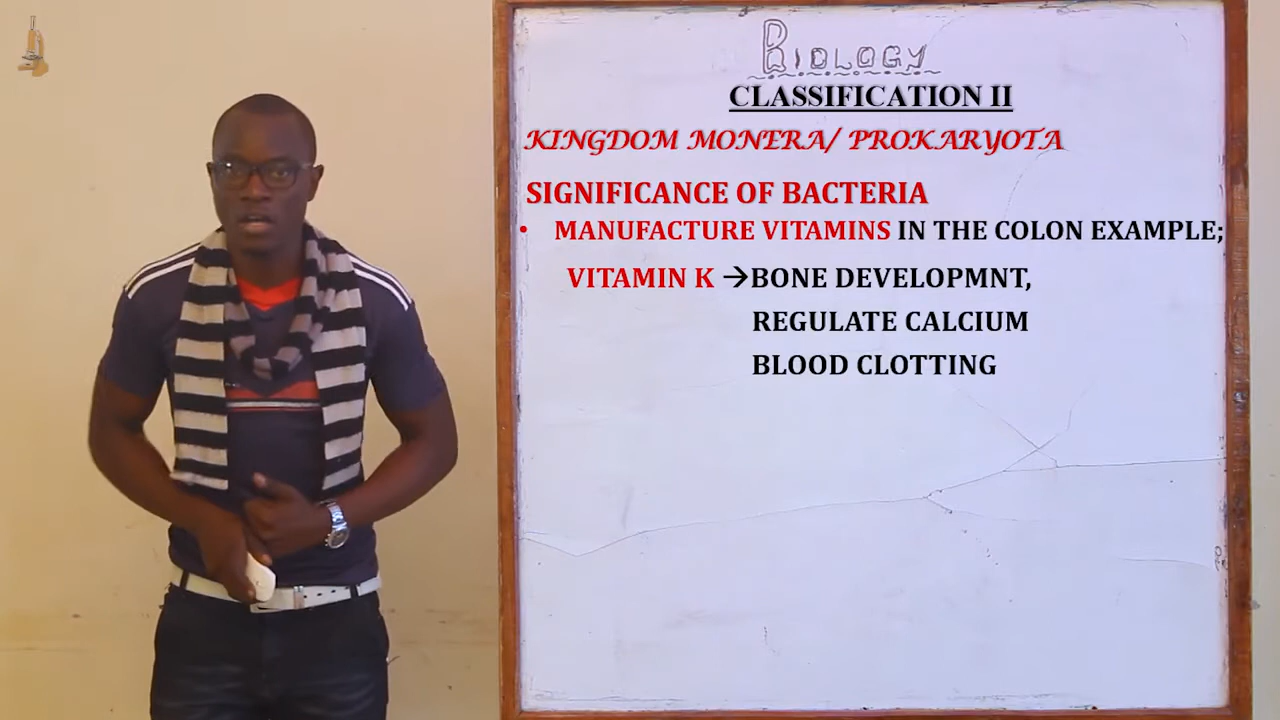 BIOLOGY
CLASSIFICATION II
KINGDOM MONERA/ PROKARYOTA
SIGNIFICANCE OF BACTERIA
• MANUFACTURE VITAMINS IN THE COLON EXAMPLE;
VITAMIN K →BONE DEVELOPMNT,
REGULATE CALCIUM
BLOOD CLOTTING